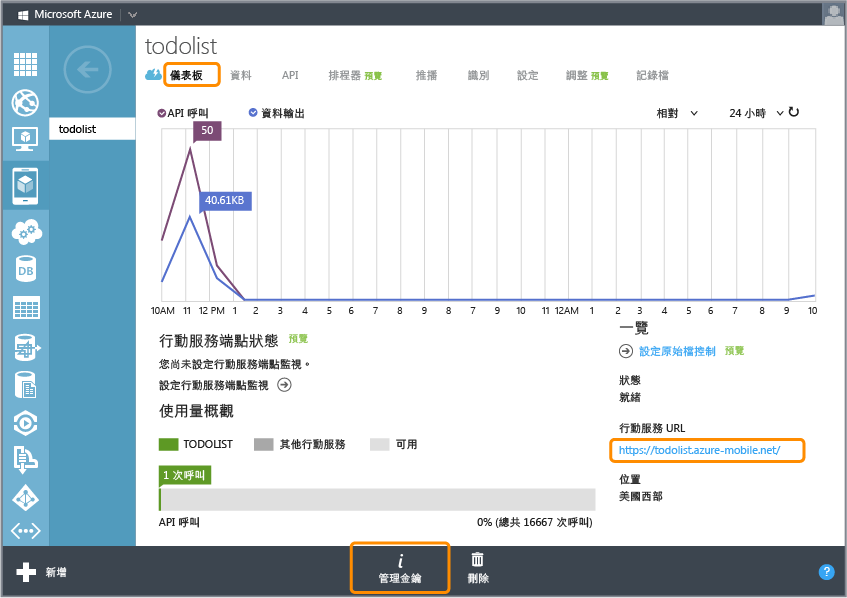 Microsoft Azure
todolist
儀表板 資料 API 排程器 預覽 推播 識別 設定 調整 預覽 記錄檔
todolist
API 呼叫 資料輸出 相對 24 小時
50
40.61KB
10AM 11 12 PM 1 2 3 4 5 6 7 8 9 8 9 10 11 12AM 1 2 3 4 5 6 7 8 9 10
一覽
行動服務端點狀態 預覽
設定原始檔控制 預覽
您尚未設定行動服務端點監視。
設定行動服務端點監視
狀態
就緒
使用量概觀
行動服務 URL
TODOLIST 其他行動服務 可用
https://todolist.azure-mobile.net/
1 次呼叫
位置
美國西部
API 呼叫 0% (總共 16667 次呼叫)
DB
新增
i
管理金鑰
刪除
?